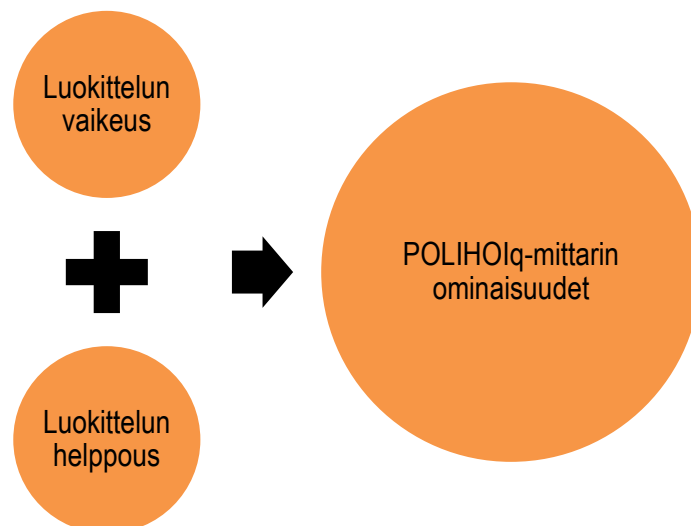 Luokittelun
vaikeus
Luokittelun
helppous
POLIHOIq-mittarin
ominaisuudet